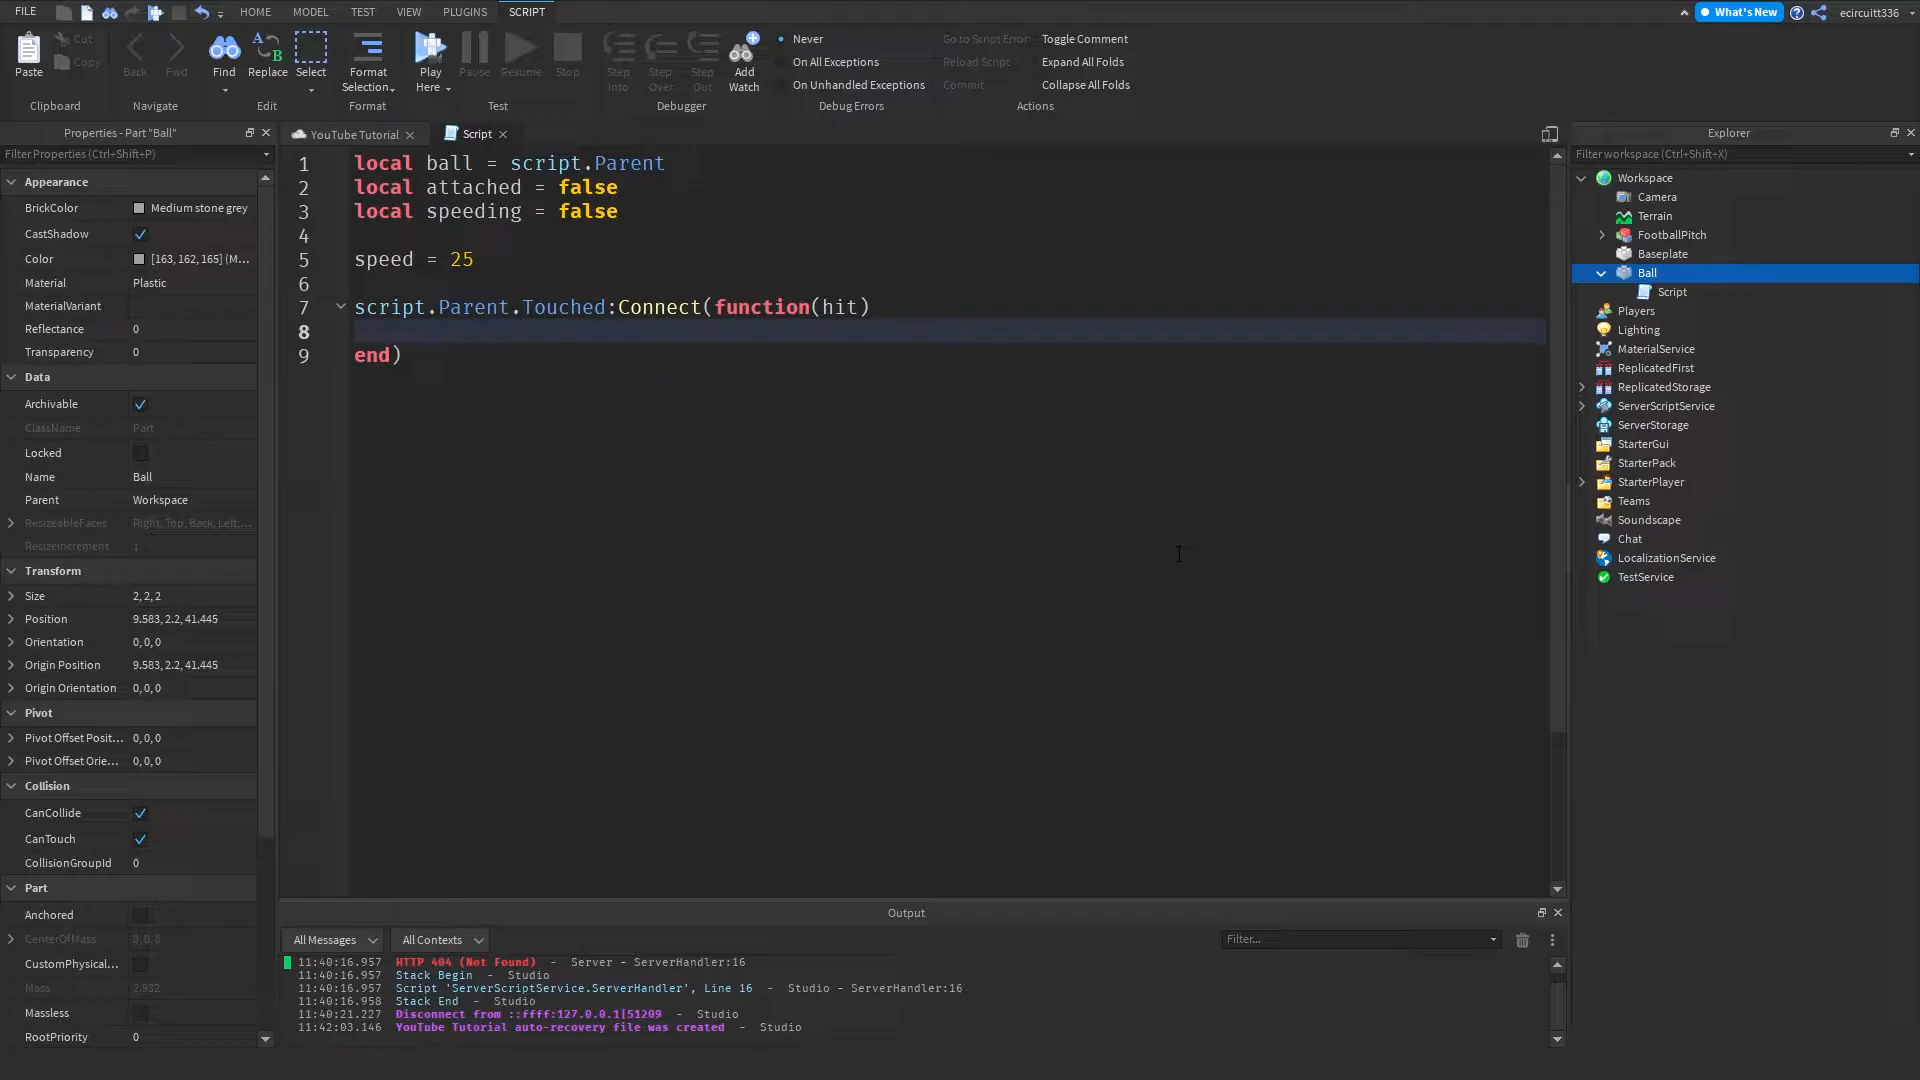 FILE HOME MODEL TEST VIEW PLUGINS SCRIPT What's New ecircuitt336
Paste Cut Copy Back Fwd Find Replace Select Format Selection Play Here Pause Resume Stop Step Into Step Over Step Out Add Watch
Never Go to Script Error Toggle Comment
On All Exceptions Reload Script Expand All Folds
On Unhandled Exceptions Commit Collapse All Folds
Clipboard Navigate Edit Format Test Debugger Debug Errors Actions
Properties - Part "Ball"
Filter Properties (Ctrl+Shift+P)
Appearance
BrickColor Medium stone grey
CastShadow
Color [163, 162, 165] (M...
Material Plastic
MaterialVariant
Reflectance 0
Transparency 0
Data
Archivable
ClassName Part
Locked
Name Ball
Parent Workspace
ResizeableFaces Right, Top, Back, Left,...
ResizeIncrement 1
Transform
Size 2, 2, 2
Position 9.583, 2.2, 41.445
Orientation 0, 0, 0
Origin Position 9.583, 2.2, 41.445
Origin Orientation 0, 0, 0
Pivot
Pivot Offset Posit... 0, 0, 0
Pivot Offset Orie... 0, 0, 0
Collision
CanCollide
CanTouch
CollisionGroupId 0
Part
Anchored
CenterOfMass 0, 0, 0
CustomPhysical...
Mass 2.932
Massless
RootPriority 0
YouTube Tutorial
Script
1 local ball = script.Parent
2 local attached = false
3 local speeding = false
4
5 speed = 25
6
7 script.Parent.Touched:Connect(function(hit)
8
9 end)
Output
All Messages All Contexts Filter...
11:40:16.957 HTTP 404 (Not Found) - Server - ServerHandler:16
11:40:16.957 Stack Begin - Studio
11:40:16.957 Script 'ServerScriptService.ServerHandler', Line 16 - Studio - ServerHandler:16
11:40:16.958 Stack End - Studio
11:40:21.227 Disconnect from ::ffff:127.0.0.1|51209 - Studio
11:42:03.146 YouTube Tutorial auto-recovery file was created - Studio
Explorer
Filter workspace (Ctrl+Shift+X)
Workspace
Camera
Terrain
FootballPitch
Baseplate
Ball
Script
Players
Lighting
MaterialService
ReplicatedFirst
ReplicatedStorage
ServerScriptService
ServerStorage
StarterGui
StarterPack
StarterPlayer
Teams
Soundscape
Chat
LocalizationService
TestService